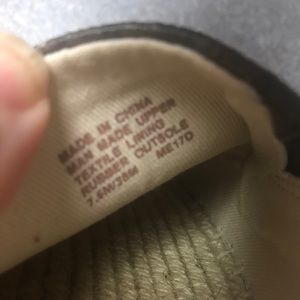 MADE IN CHINA
MAN MADE UPPER
TEXTILE LINING
RUBBER OUTSOLE
7.5M/38M ME17D